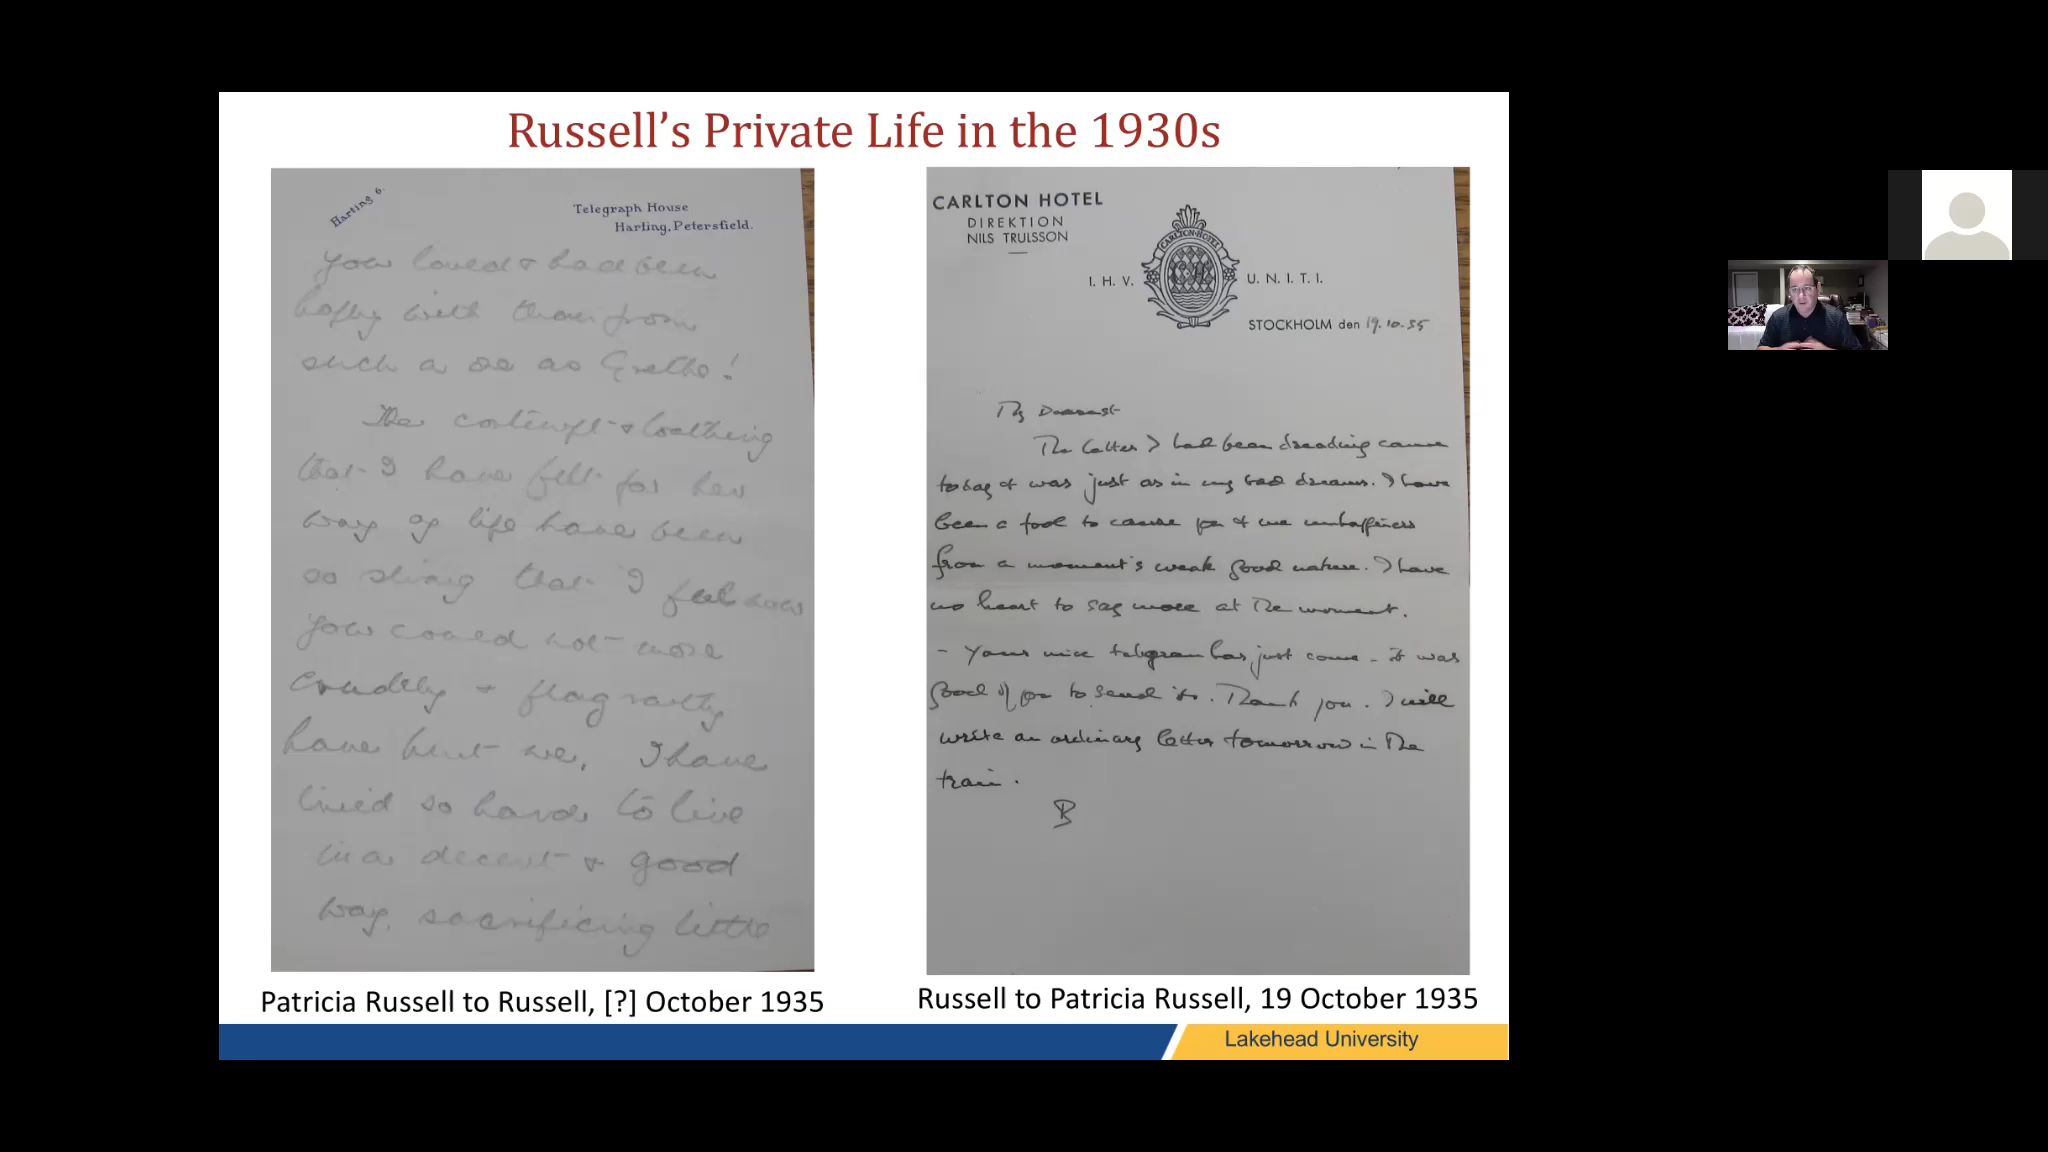 Russell’s Private Life in the 1930s
Harting 6.
Telegraph House
Harting, Petersfield.
you loved & had been
happy with them from
such a one as Grethe!
The contempt & loathing
that I have felt for her
way of life have been
so strong that I feel now
you could not more
cruelly & flagrantly
have hurt me. I have
tried so hard to live
in a decent & good
way, sacrificing little
CARLTON HOTEL
DIREKTION
NILS TRULSSON
CARLTON-HOTEL
CH
I. H. V. U. N. I. T. I.
STOCKHOLM den 19.10.35
My Dearest
The letter I had been dreading came
today & was just as in my bad dreams. I have
been a fool to cause you & me unhappiness
from a moment's weak good nature. I have
no heart to say more at the moment.
- Your nice telegram has just come - it was
good of you to send it. Thank you. I will
write an ordinary letter tomorrow in the
train.
B
Patricia Russell to Russell, [?] October 1935
Russell to Patricia Russell, 19 October 1935
Lakehead University